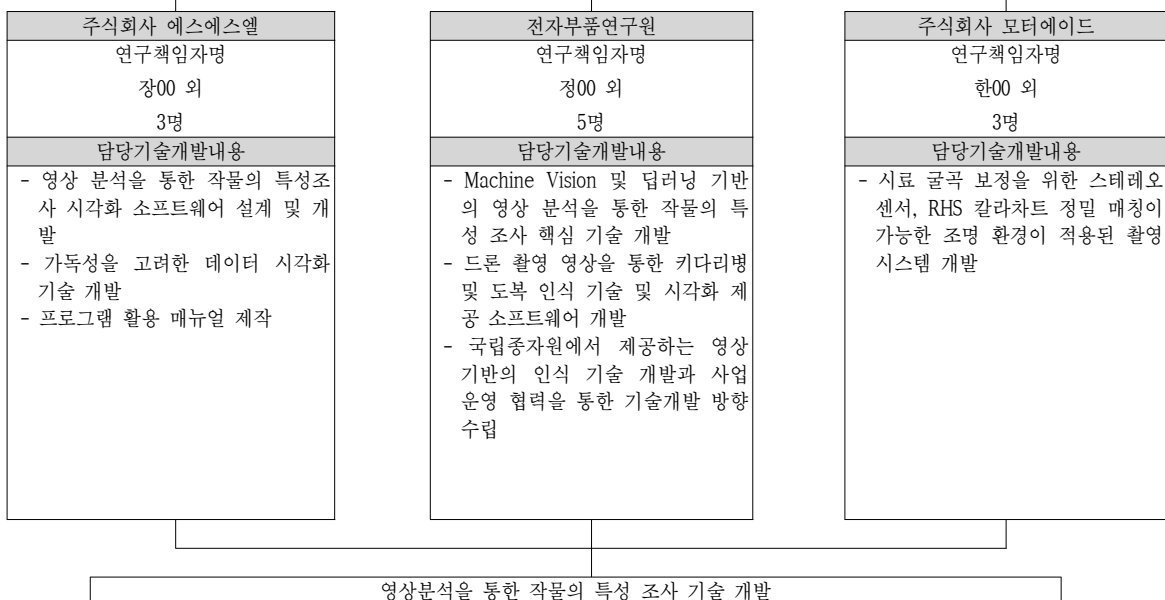 주식회사 에스에스엘
연구책임자명
장00 외
3명
담당기술개발내용
- 영상 분석을 통한 작물의 특성조
사 시각화 소프트웨어 설계 및 개
발
- 가독성을 고려한 데이터 시각화
기술 개발
- 프로그램 활용 매뉴얼 제작
전자부품연구원
연구책임자명
정00 외
5명
담당기술개발내용
- Machine Vision 및 딥러닝 기반
의 영상 분석을 통한 작물의 특
성 조사 핵심 기술 개발
- 드론 촬영 영상을 통한 키다리병
및 도복 인식 기술 및 시각화 제
공 소프트웨어 개발
- 국립종자원에서 제공하는 영상
기반의 인식 기술 개발과 사업
운영 협력을 통한 기술개발 방향
수립
주식회사 모터에이드
연구책임자명
한00 외
3명
담당기술개발내용
- 시료 굴곡 보정을 위한 스테레오
센서, RHS 칼라차트 정밀 매칭이
가능한 조명 환경이 적용된 촬영
시스템 개발
영상분석을 통한 작물의 특성 조사 기술 개발